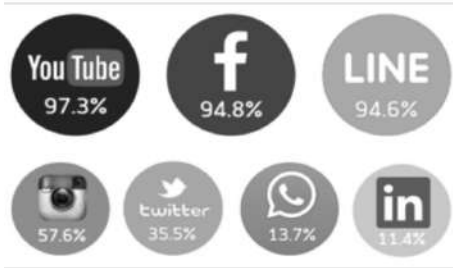 YouTube
97.3%
f
94.8%
LINE
94.6%
57.6%
twitter
35.5%
13.7%
in
11.4%